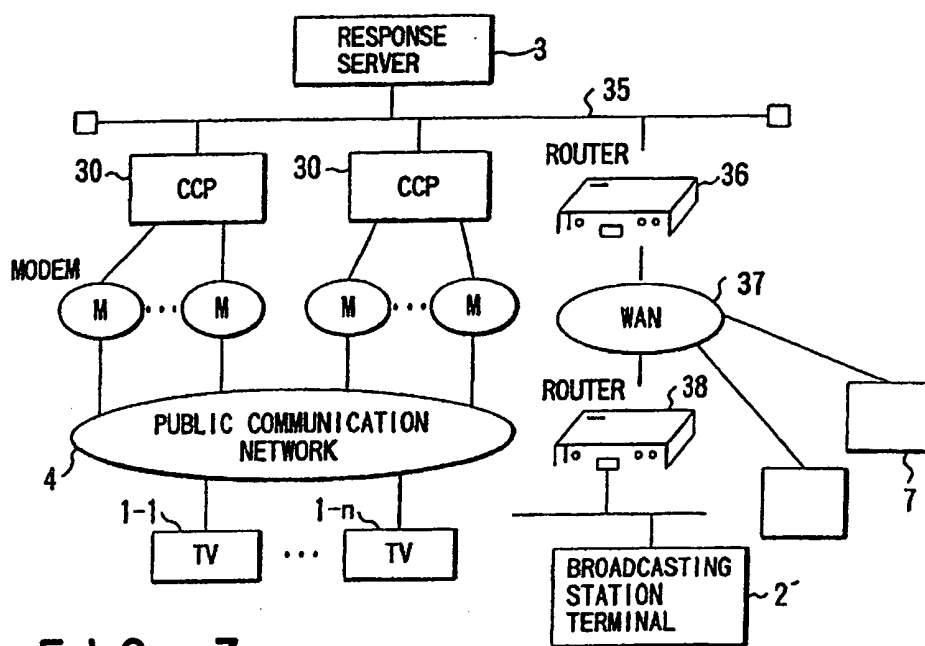 RESPONSE
SERVER
3
35
30
CCP
30
CCP
ROUTER
36
MODEM
M
M
M
M
37
WAN
ROUTER
38
PUBLIC COMMUNICATION
NETWORK
4
7
1-1
TV
1-n
TV
BROADCASTING
STATION
TERMINAL
2